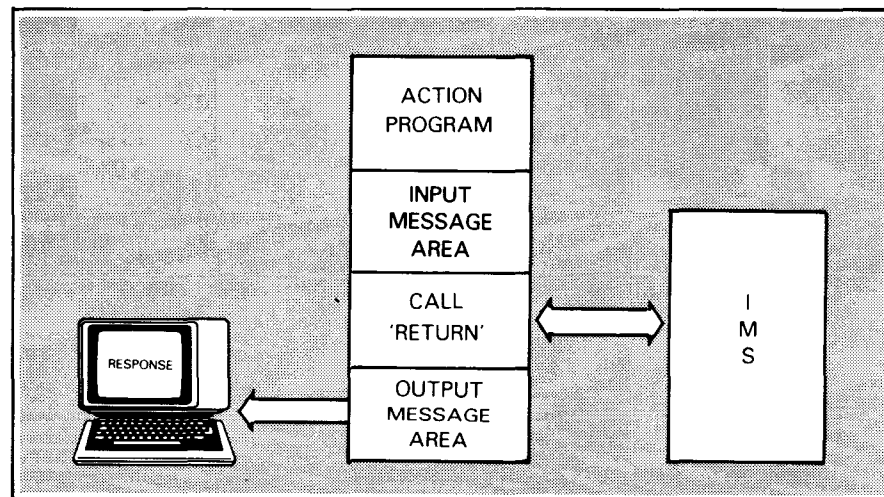 ACTION
PROGRAM
INPUT
MESSAGE
AREA
CALL
'RETURN'
OUTPUT
MESSAGE
AREA
RESPONSE
I
M
S